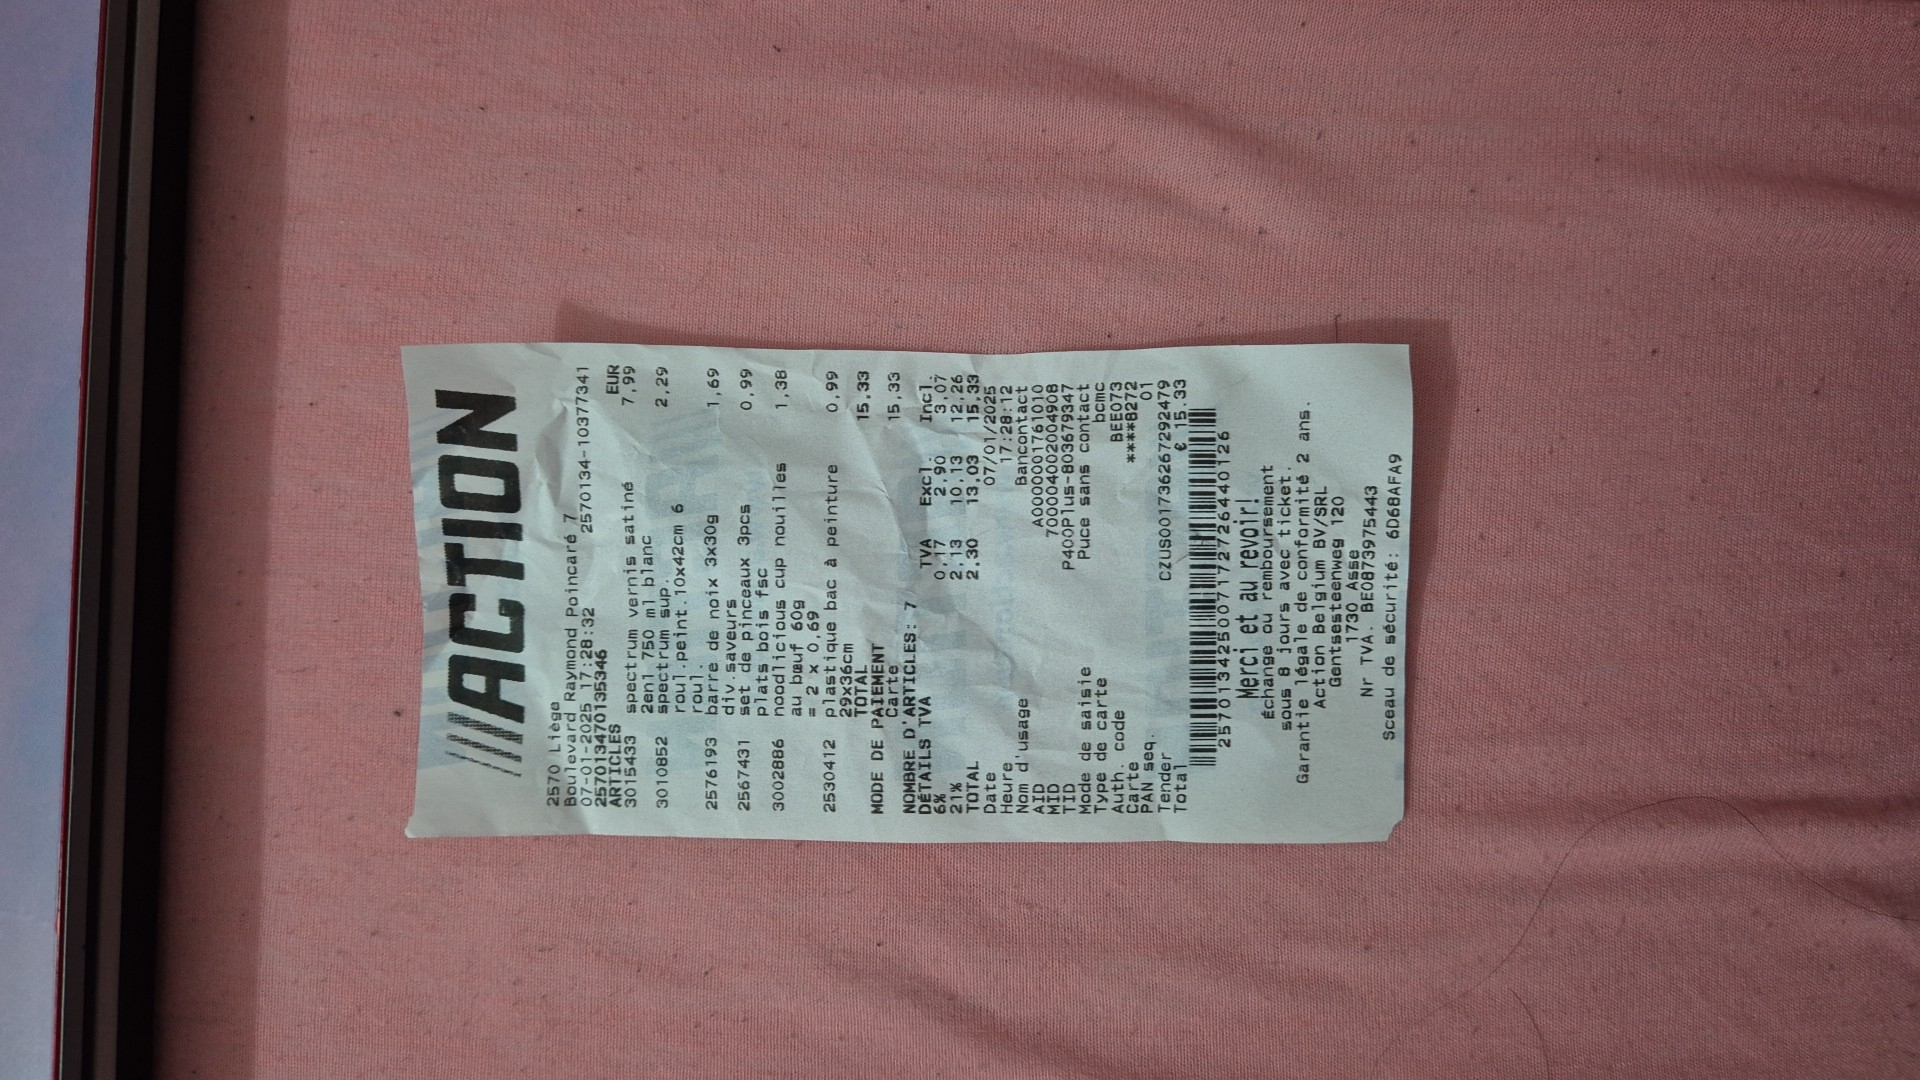 ACTION
2570 Liège
Boulevard Raymond Poincaré 7
07-01-2025 17:28:32 2570134-10377341
257013470135346
ARTICLES EUR
3015433 spectrum vernis satiné 7,99
2en1 750 ml blanc
3010852 spectrum sup. 2,29
roul.peint.10x42cm 6
roul.
2576193 barre de noix 3x30g 1,69
div.saveurs
2567431 set de pinceaux 3pcs 0,99
plats bois fsc
3002886 noodlicious cup nouilles 1,38
au bœuf 60g
= 2 x 0,69
2530412 plastique bac à peinture 0,99
29x36cm
TOTAL 15,33
MODE DE PAIEMENT
Carte 15,33
NOMBRE D'ARTICLES: 7
DÉTAILS TVA TVA Excl. Incl.
6% 0,17 2,90 3,07
21% 2,13 10,13 12,26
TOTAL 2,30 13,03 15,33
Date 07/01/2025
Heure 17:28:12
Nom d'usage Bancontact
AID A0000001761010
MID 700040002004908
TID P400Plus-803679347
Mode de saisie Puce sans contact
Type de carte bcmc
Auth. code BEE073
Carte ****8272
PAN seq. 01
Tender CZUS001736267292479
Total € 15.33
257013425007172726440126
Merci et au revoir!
Échange ou remboursement
sous 8 jours avec ticket.
Garantie légale de conformité 2 ans.
Action Belgium BV/SRL
Gentsesteenweg 120
1730 Asse
Nr TVA. BE0873975443
Sceau de sécurité: 6D6BAFA9